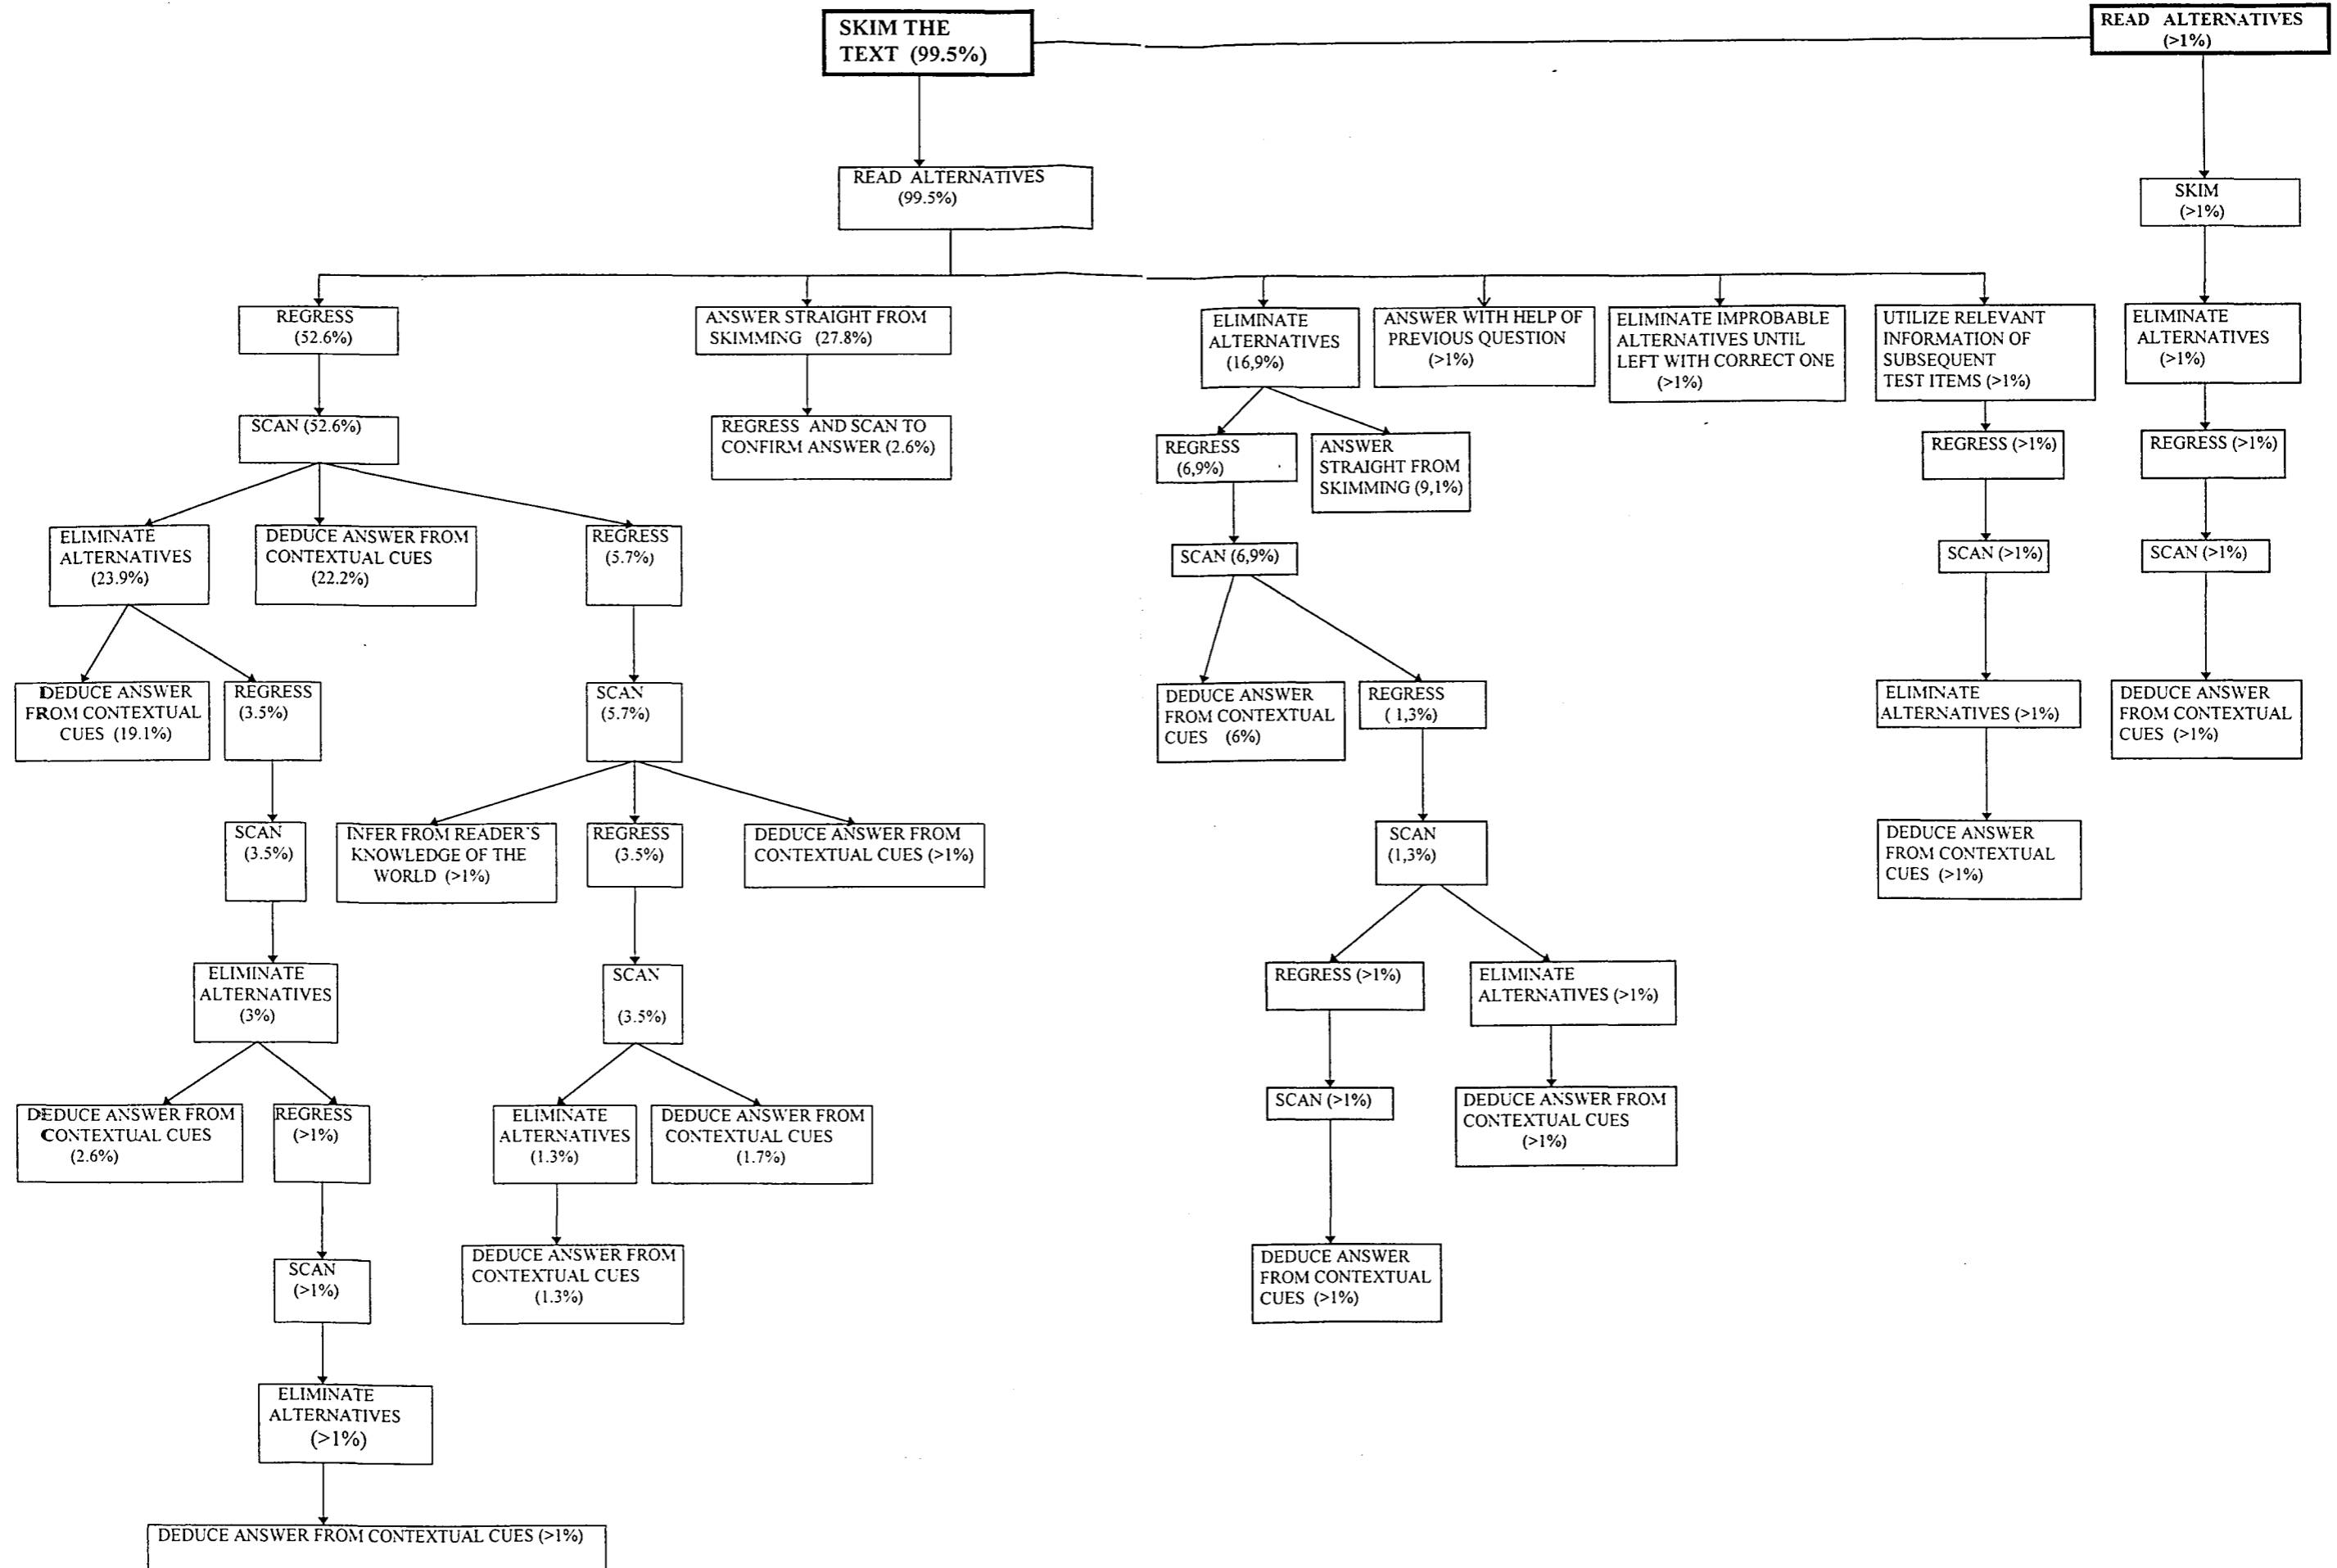 SKIM THE
TEXT (99.5%)
READ ALTERNATIVES
(>1%)
READ ALTERNATIVES
(99.5%)
SKIM
(>1%)
REGRESS
(52.6%)
ANSWER STRAIGHT FROM
SKIMMING (27.8%)
ELIMINATE
ALTERNATIVES
(16,9%)
ANSWER WITH HELP OF
PREVIOUS QUESTION
(>1%)
ELIMINATE IMPROBABLE
ALTERNATIVES UNTIL
LEFT WITH CORRECT ONE
(>1%)
UTILIZE RELEVANT
INFORMATION OF
SUBSEQUENT
TEST ITEMS (>1%)
ELIMINATE
ALTERNATIVES
(>1%)
SCAN (52.6%)
REGRESS AND SCAN TO
CONFIRM ANSWER (2.6%)
REGRESS
(6,9%)
ANSWER
STRAIGHT FROM
SKIMMING (9,1%)
REGRESS (>1%)
REGRESS (>1%)
ELIMINATE
ALTERNATIVES
(23.9%)
DEDUCE ANSWER FROM
CONTEXTUAL CUES
(22.2%)
REGRESS
(5.7%)
SCAN (6,9%)
SCAN (>1%)
SCAN (>1%)
DEDUCE ANSWER
FROM CONTEXTUAL
CUES (19.1%)
REGRESS
(3.5%)
SCAN
(5.7%)
DEDUCE ANSWER
FROM CONTEXTUAL
CUES (6%)
REGRESS
( 1,3%)
ELIMINATE
ALTERNATIVES (>1%)
DEDUCE ANSWER
FROM CONTEXTUAL
CUES (>1%)
SCAN
(3.5%)
INFER FROM READER'S
KNOWLEDGE OF THE
WORLD (>1%)
REGRESS
(3.5%)
DEDUCE ANSWER FROM
CONTEXTUAL CUES (>1%)
SCAN
(1,3%)
DEDUCE ANSWER
FROM CONTEXTUAL
CUES (>1%)
ELIMINATE
ALTERNATIVES
(3%)
SCAN
(3.5%)
REGRESS (>1%)
ELIMINATE
ALTERNATIVES (>1%)
DEDUCE ANSWER FROM
CONTEXTUAL CUES
(2.6%)
REGRESS
(>1%)
ELIMINATE
ALTERNATIVES
(1.3%)
DEDUCE ANSWER FROM
CONTEXTUAL CUES
(1.7%)
SCAN (>1%)
DEDUCE ANSWER FROM
CONTEXTUAL CUES
(>1%)
SCAN
(>1%)
DEDUCE ANSWER FROM
CONTEXTUAL CUES
(1.3%)
DEDUCE ANSWER
FROM CONTEXTUAL
CUES (>1%)
ELIMINATE
ALTERNATIVES
(>1%)
DEDUCE ANSWER FROM CONTEXTUAL CUES (>1%)